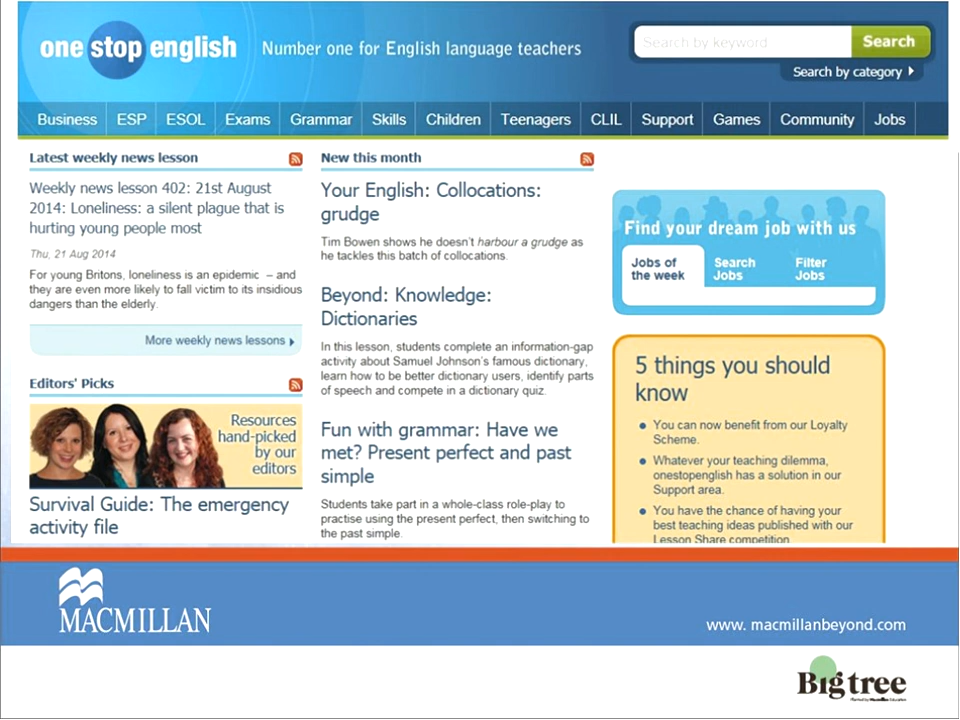 one stop english
Number one for English language teachers
Search by keyword
Search
Search by category
Business ESP ESOL Exams Grammar Skills Children Teenagers CLIL Support Games Community Jobs
Latest weekly news lesson
Weekly news lesson 402: 21st August
2014: Loneliness: a silent plague that is
hurting young people most
Thu, 21 Aug 2014
For young Britons, loneliness is an epidemic – and
they are even more likely to fall victim to its insidious
dangers than the elderly.
More weekly news lessons
Editors' Picks
Resources
hand-picked
by our
editors
Survival Guide: The emergency
activity file
New this month
Your English: Collocations:
grudge
Tim Bowen shows he doesn't harbour a grudge as
he tackles this batch of collocations.
Beyond: Knowledge:
Dictionaries
In this lesson, students complete an information-gap
activity about Samuel Johnson's famous dictionary,
learn how to be better dictionary users, identify parts
of speech and compete in a dictionary quiz.
Fun with grammar: Have we
met? Present perfect and past
simple
Students take part in a whole-class role-play to
practise using the present perfect, then switching to
the past simple.
Find your dream job with us
Jobs of
the week
Search
Jobs
Filter
Jobs
5 things you should
know
You can now benefit from our Loyalty
Scheme.
Whatever your teaching dilemma,
onestopenglish has a solution in our
Support area.
You have the chance of having your
best teaching ideas published with our
Lesson Share competition.
MACMILLAN
www. macmillanbeyond.com
Bigtree